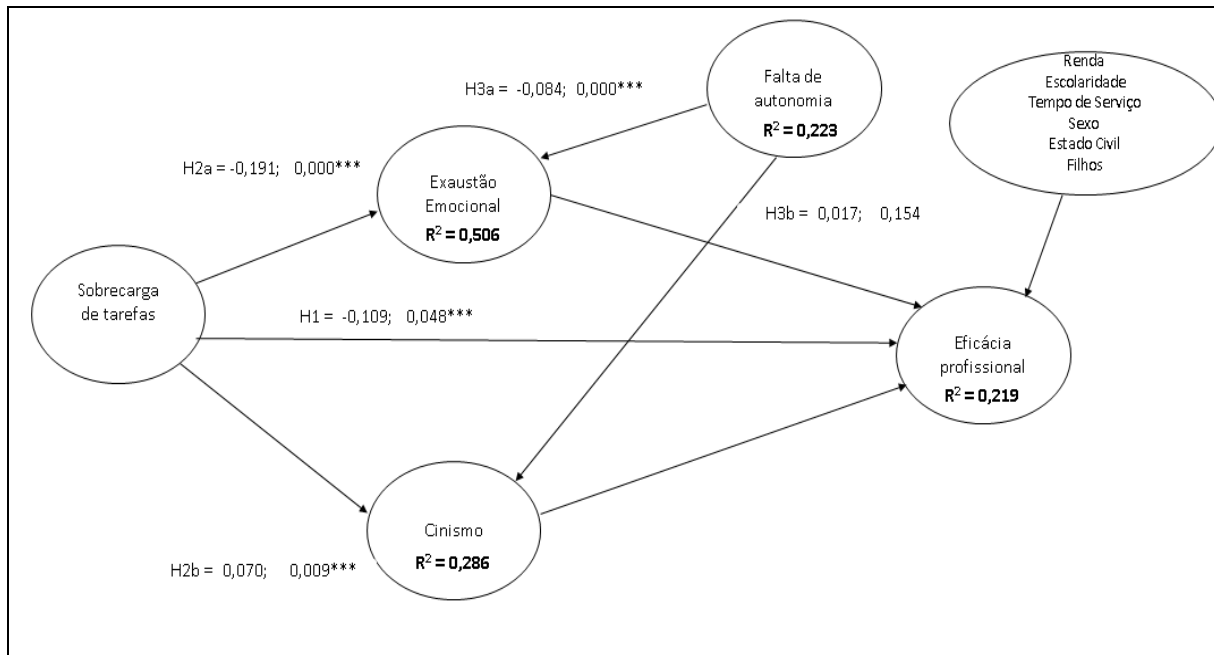 Renda
Escolaridade
Tempo de Serviço
Sexo
Estado Civil
Filhos
Falta de
autonomia
R² = 0,223
H3a = -0,084; 0,000***
H2a = -0,191; 0,000***
Exaustão
Emocional
R² = 0,506
H3b = 0,017; 0,154
Sobrecarga
de tarefas
H1 = -0,109; 0,048***
Eficácia
profissional
R² = 0,219
Cinismo
R² = 0,286
H2b = 0,070; 0,009***